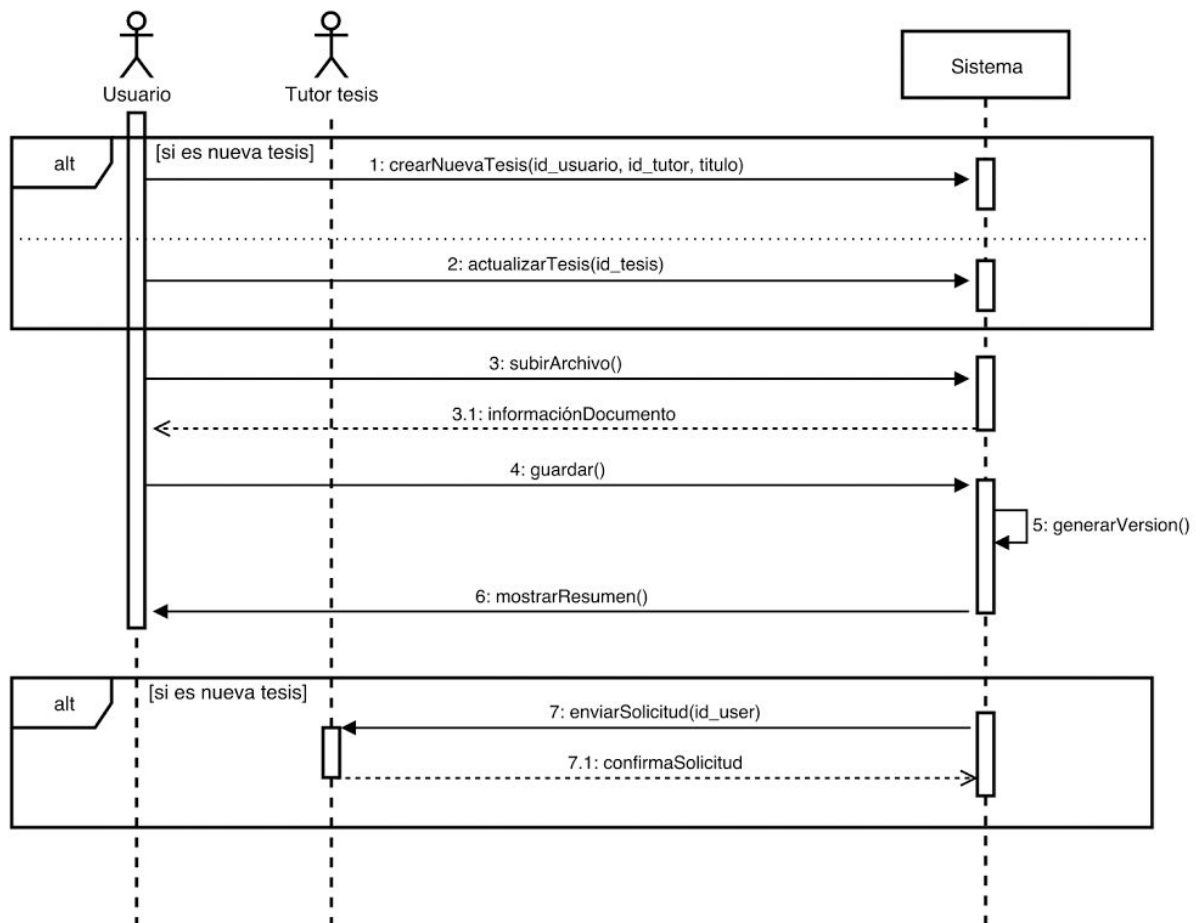 Usuario
Tutor tesis
Sistema
alt
[si es nueva tesis]
1: crearNuevaTesis(id_usuario, id_tutor, titulo)
2: actualizarTesis(id_tesis)
3: subirArchivo()
3.1: informaciónDocumento
4: guardar()
5: generarVersion()
6: mostrarResumen()
alt
[si es nueva tesis]
7: enviarSolicitud(id_user)
7.1: confirmaSolicitud